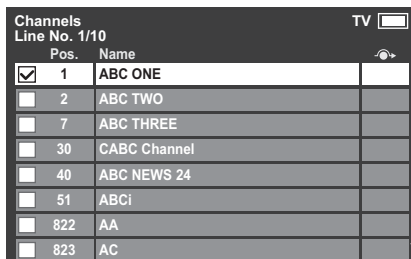 Channels TV
Line No. 1/10
Pos. Name
1 ABC ONE
2 ABC TWO
7 ABC THREE
30 CABC Channel
40 ABC NEWS 24
51 ABCi
822 AA
823 AC